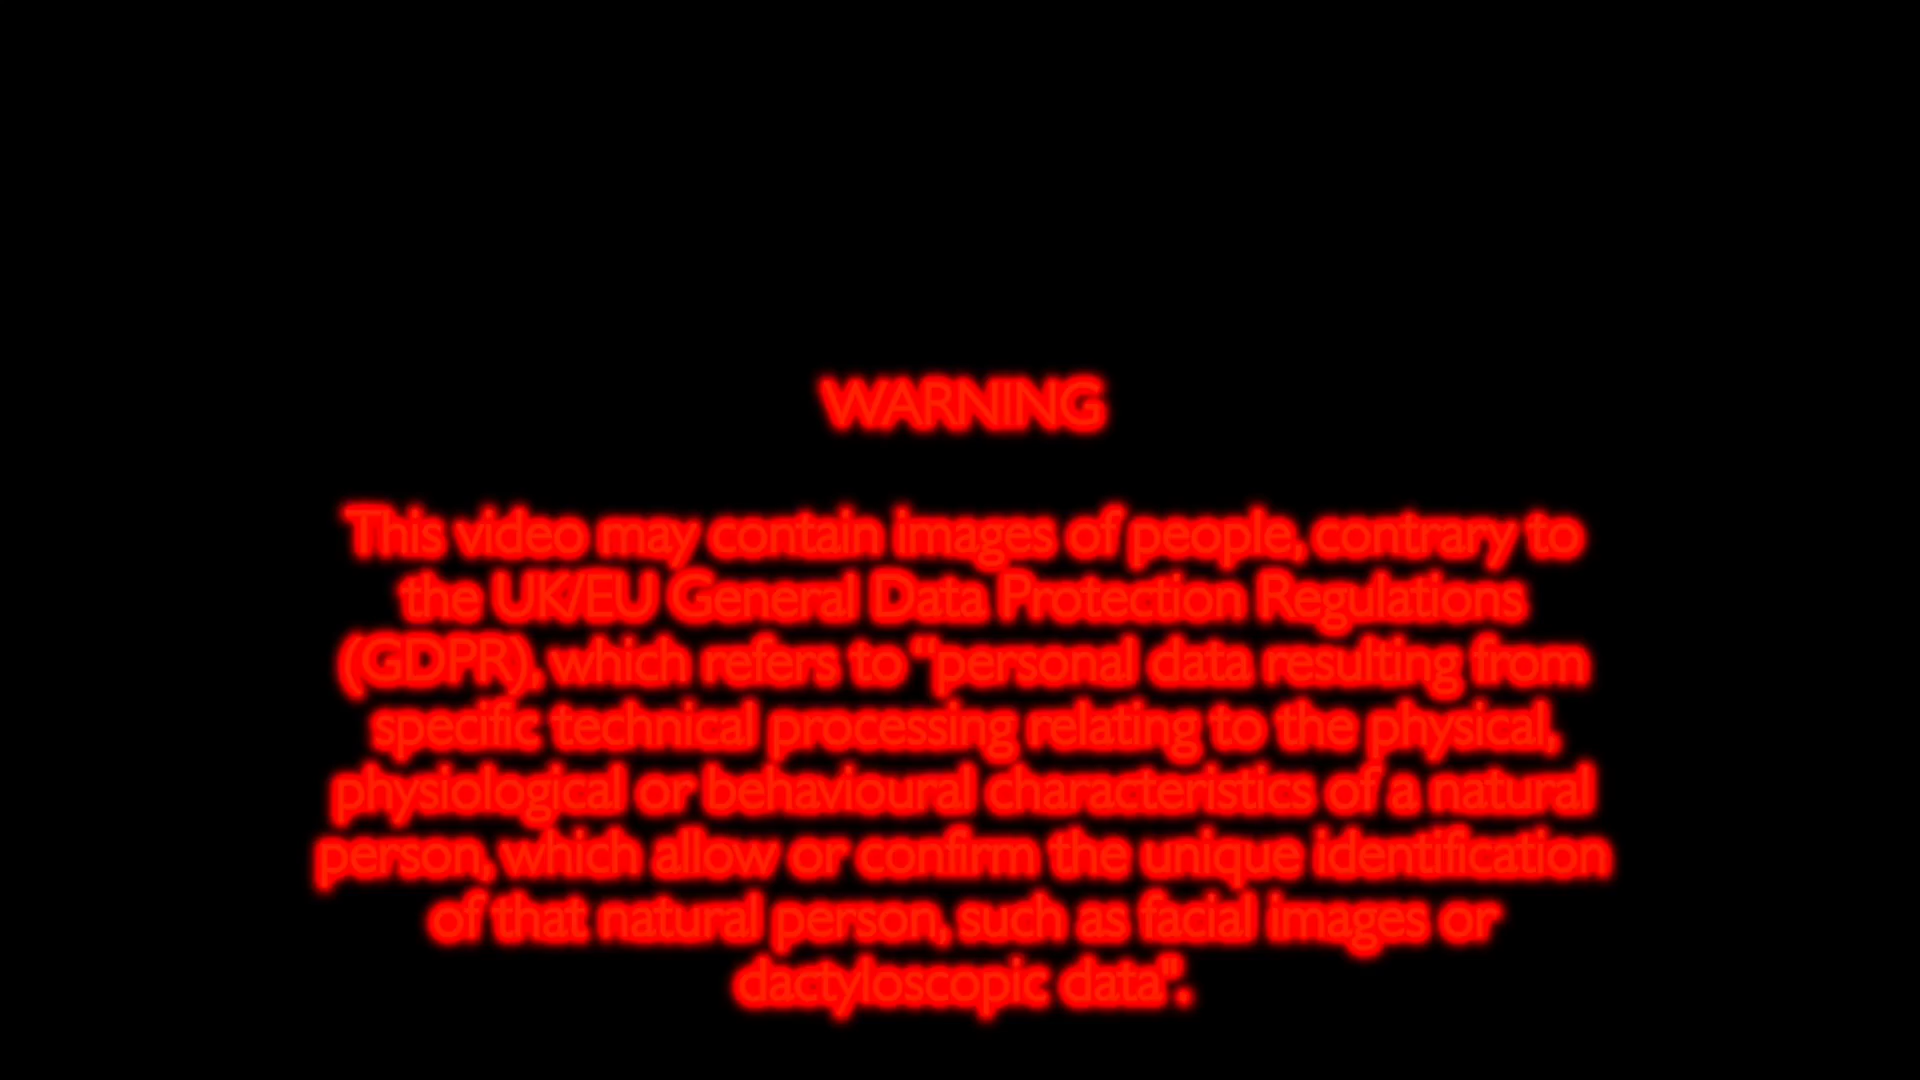 WARNING
This video may contain images of people, contrary to
the UK/EU General Data Protection Regulations
(GDPR), which refers to “personal data resulting from
specific technical processing relating to the physical,
physiological or behavioural characteristics of a natural
person, which allow or confirm the unique identification
of that natural person, such as facial images or
dactyloscopic data”.